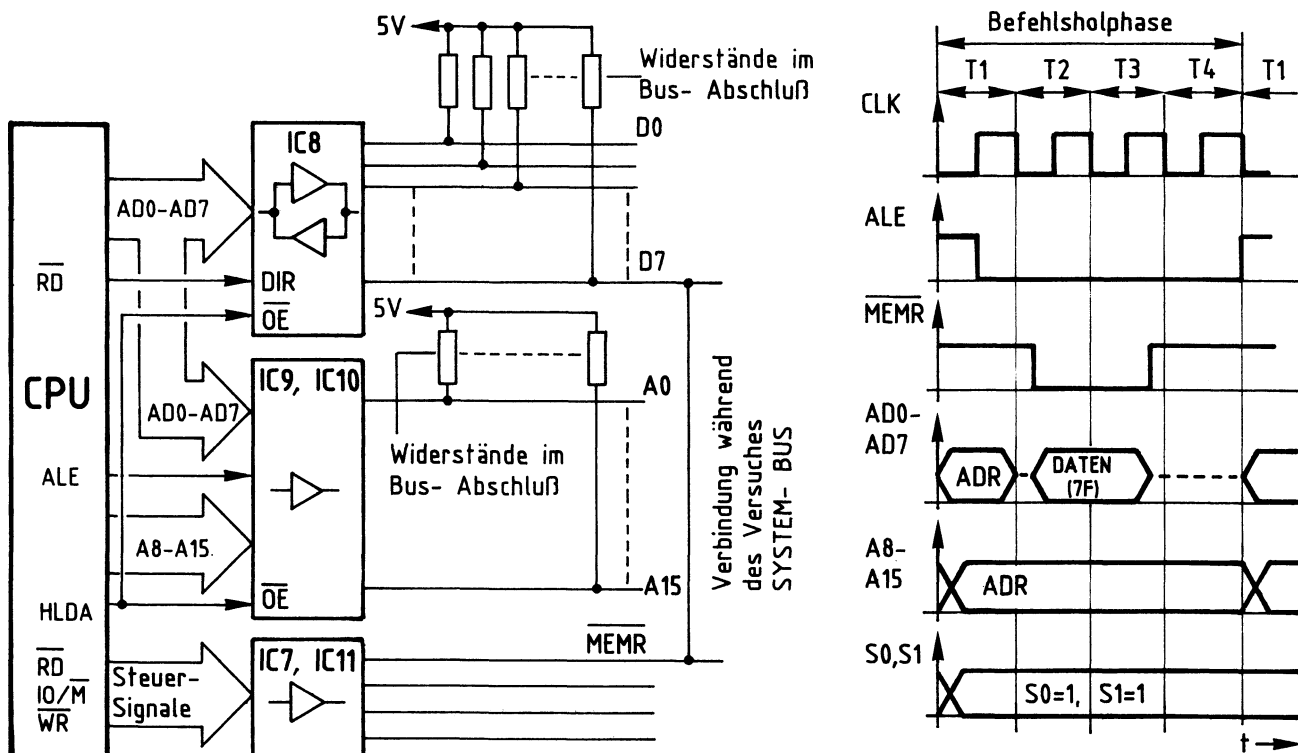 5V
Widerstände im
Bus- Abschluß
D0
IC8
AD0-AD7
D7
RD
DIR
OE
5V
CPU
IC9, IC10
A0
AD0-AD7
Widerstände im
Bus- Abschluß
ALE
A8-A15
A15
HLDA
OE
MEMR
RD
IO/M
WR
Steuer-
Signale
IC7, IC11
Verbindung während
des Versuches
SYSTEM- BUS
Befehlsholphase
T1 T2 T3 T4 T1
CLK
ALE
MEMR
AD0-
AD7
ADR
DATEN
(7F)
A8-
A15
ADR
S0,S1
S0=1, S1=1
t